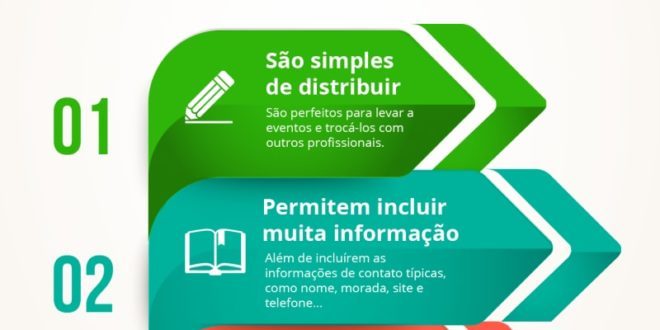 01
São simples
de distribuir
São perfeitos para levar a
eventos e trocá-los com
outros profissionais.
02
Permitem incluir
muita informação
Além de incluírem as
informações de contato típicas,
como nome, morada, site e
telefone...